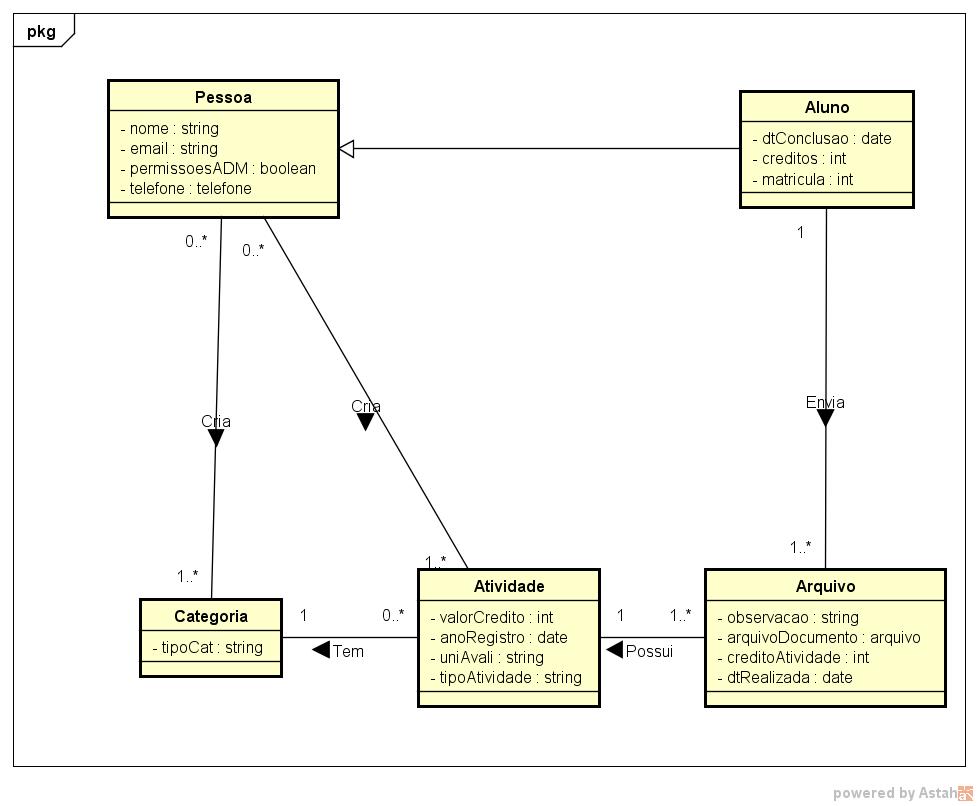 pkg
Pessoa
- nome : string
- email : string
- permissoesADM : boolean
- telefone : telefone
Aluno
- dtConclusao : date
- creditos : int
- matricula : int
0..*
0..*
1
Cria
Cria
Envia
1..*
1..*
1..*
Categoria
- tipoCat : string
1
0..*
Tem
Atividade
- valorCredito : int
- anoRegistro : date
- uniAvali : string
- tipoAtividade : string
1
1..*
Possui
Arquivo
- observacao : string
- arquivoDocumento : arquivo
- creditoAtividade : int
- dtRealizada : date
powered by Astah